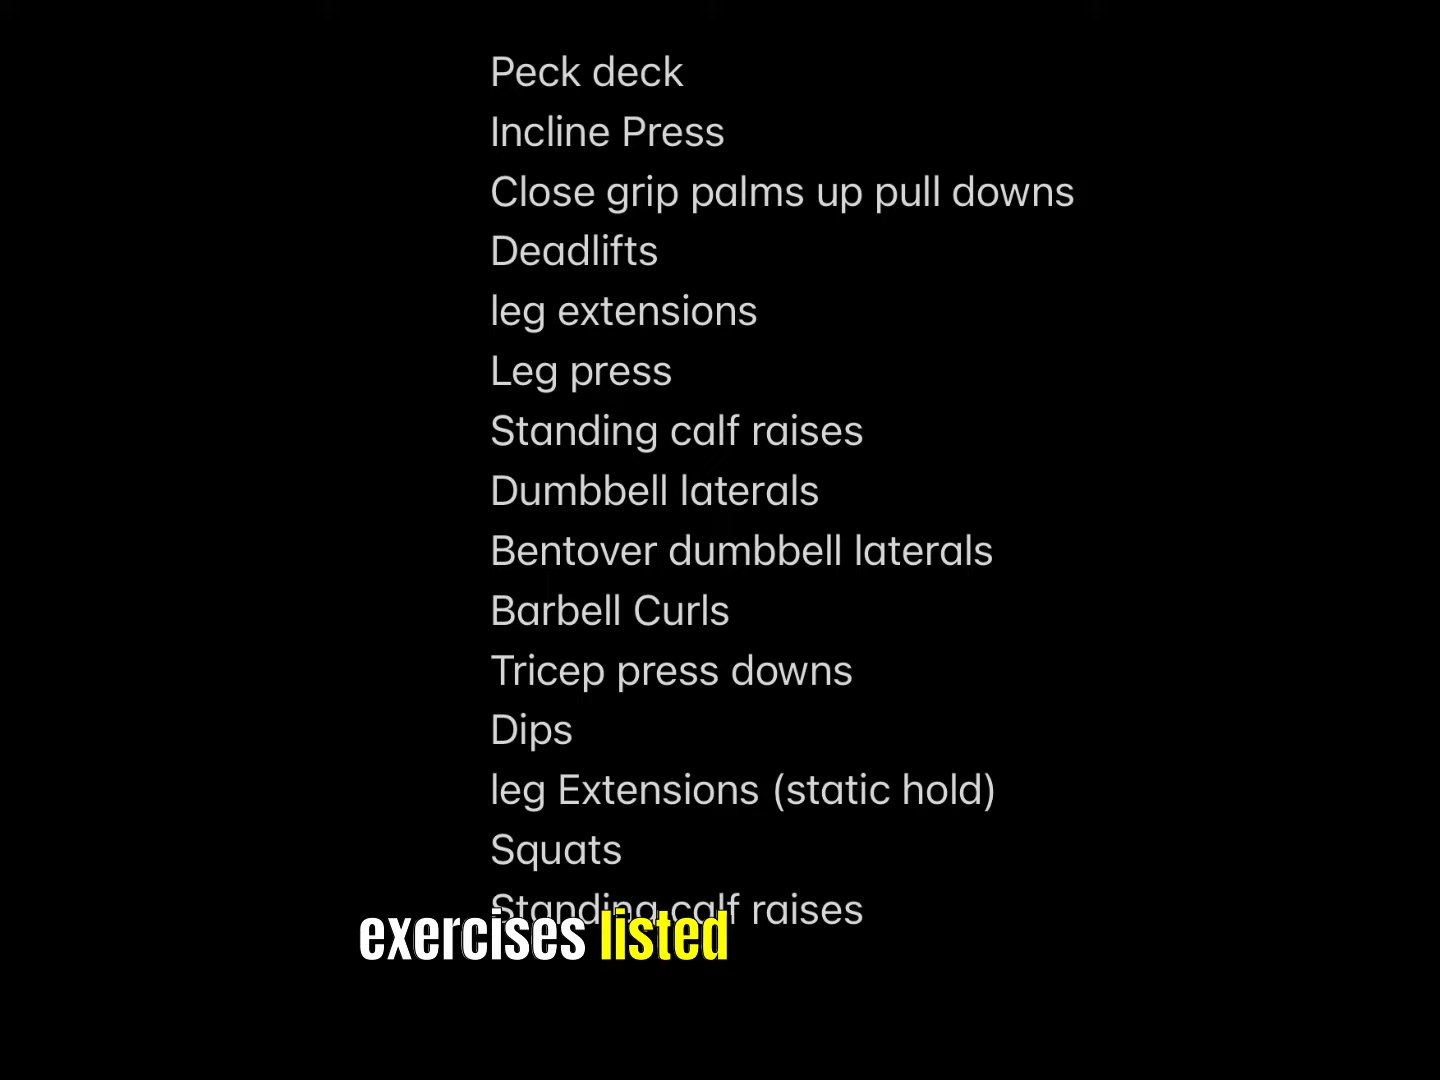 Peck deck
Incline Press
Close grip palms up pull downs
Deadlifts
leg extensions
Leg press
Standing calf raises
Dumbbell laterals
Bentover dumbbell laterals
Barbell Curls
Tricep press downs
Dips
leg Extensions (static hold)
Squats
Standing calf raises
exercises listed